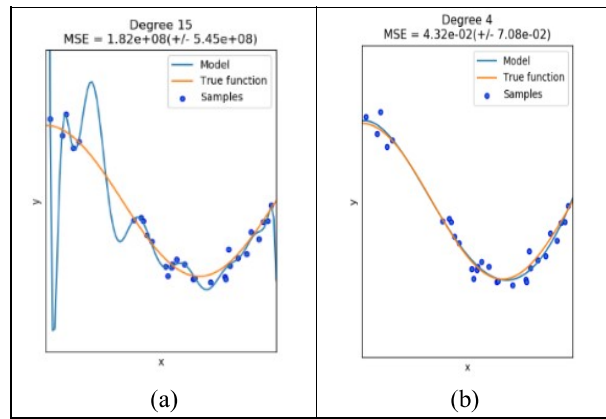 Degree 15
MSE = 1.82e+08(+/- 5.45e+08)
Model
True function
Samples
y
x
(a)
Degree 4
MSE = 4.32e-02(+/- 7.08e-02)
Model
True function
Samples
y
x
(b)